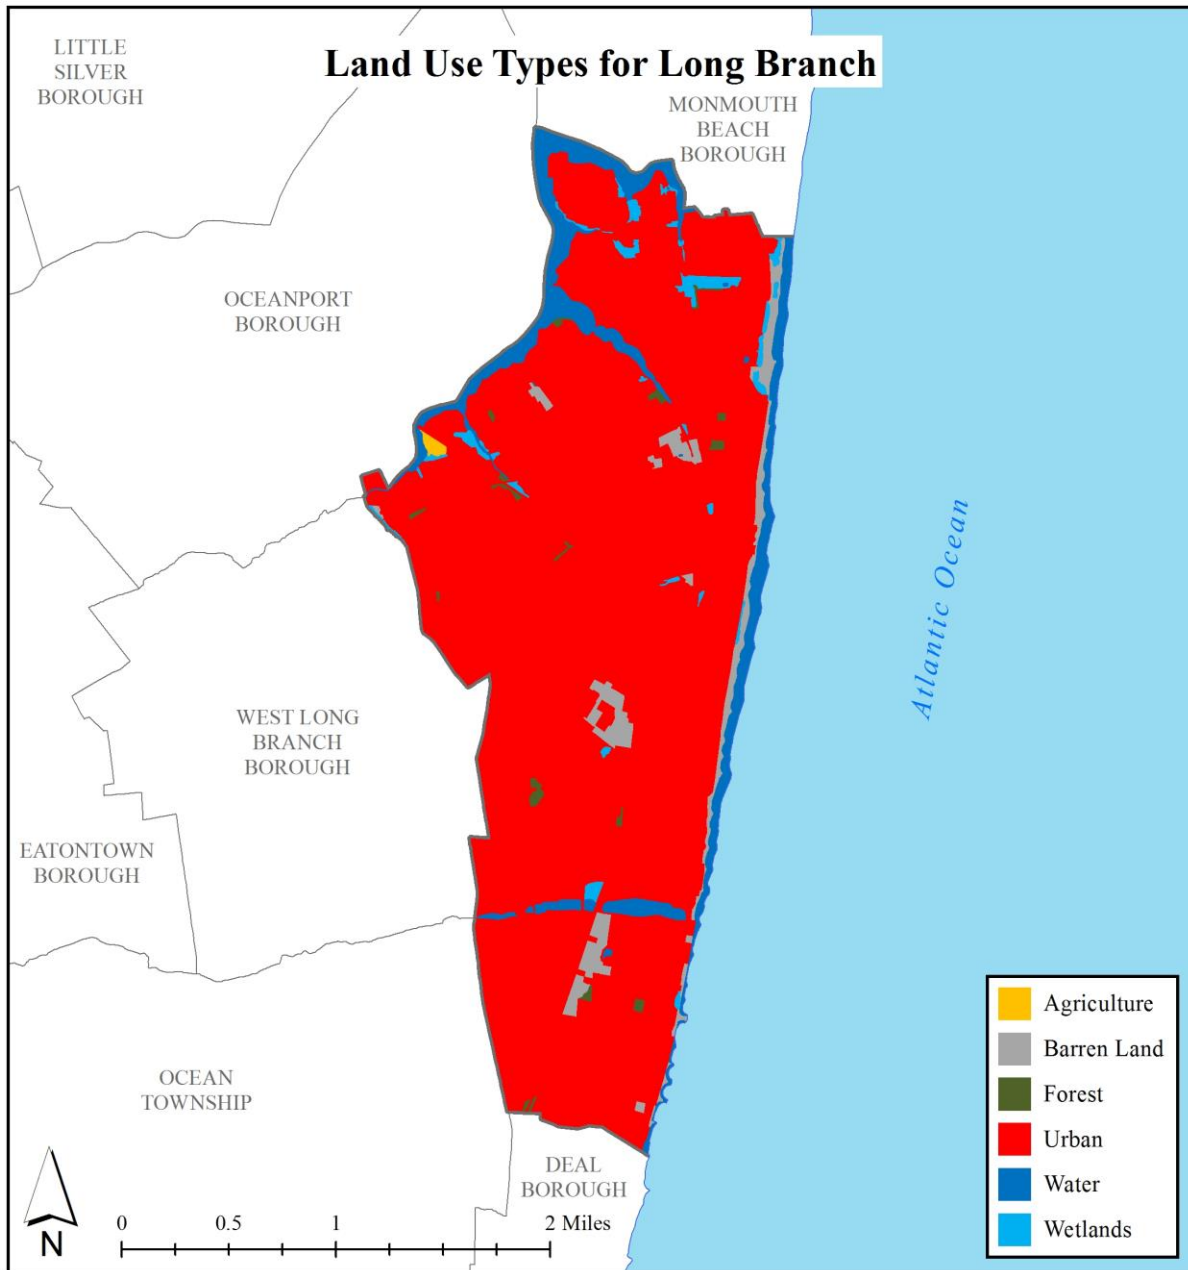 Land Use Types for Long Branch
LITTLE
SILVER
BOROUGH
MONMOUTH
BEACH
BOROUGH
OCEANPORT
BOROUGH
Atlantic Ocean
WEST LONG
BRANCH
BOROUGH
EATONTOWN
BOROUGH
OCEAN
TOWNSHIP
DEAL
BOROUGH
Agriculture
Barren Land
Forest
Urban
Water
Wetlands
N
0 0.5 1 2 Miles